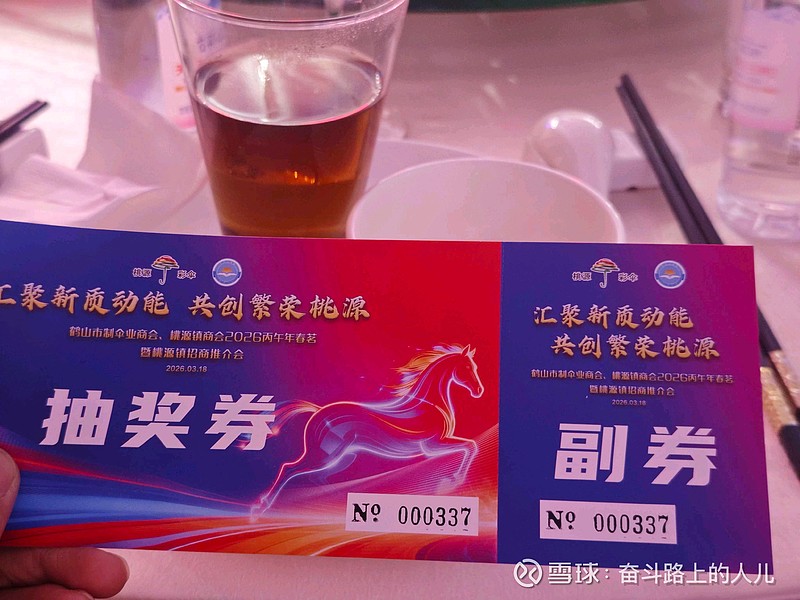 桃源 彩伞
汇聚新质动能 共创繁荣桃源
鹤山市制伞业商会、桃源镇商会2026丙午年春茗
暨桃源镇招商推介会
2026.03.18
抽奖券
Nº 000337
桃源 彩伞
汇聚新质动能
共创繁荣桃源
鹤山市制伞业商会、桃源镇商会2026丙午年春茗
暨桃源镇招商推介会
2026.03.18
副券
Nº 000337
雪球:奋斗路上的人儿